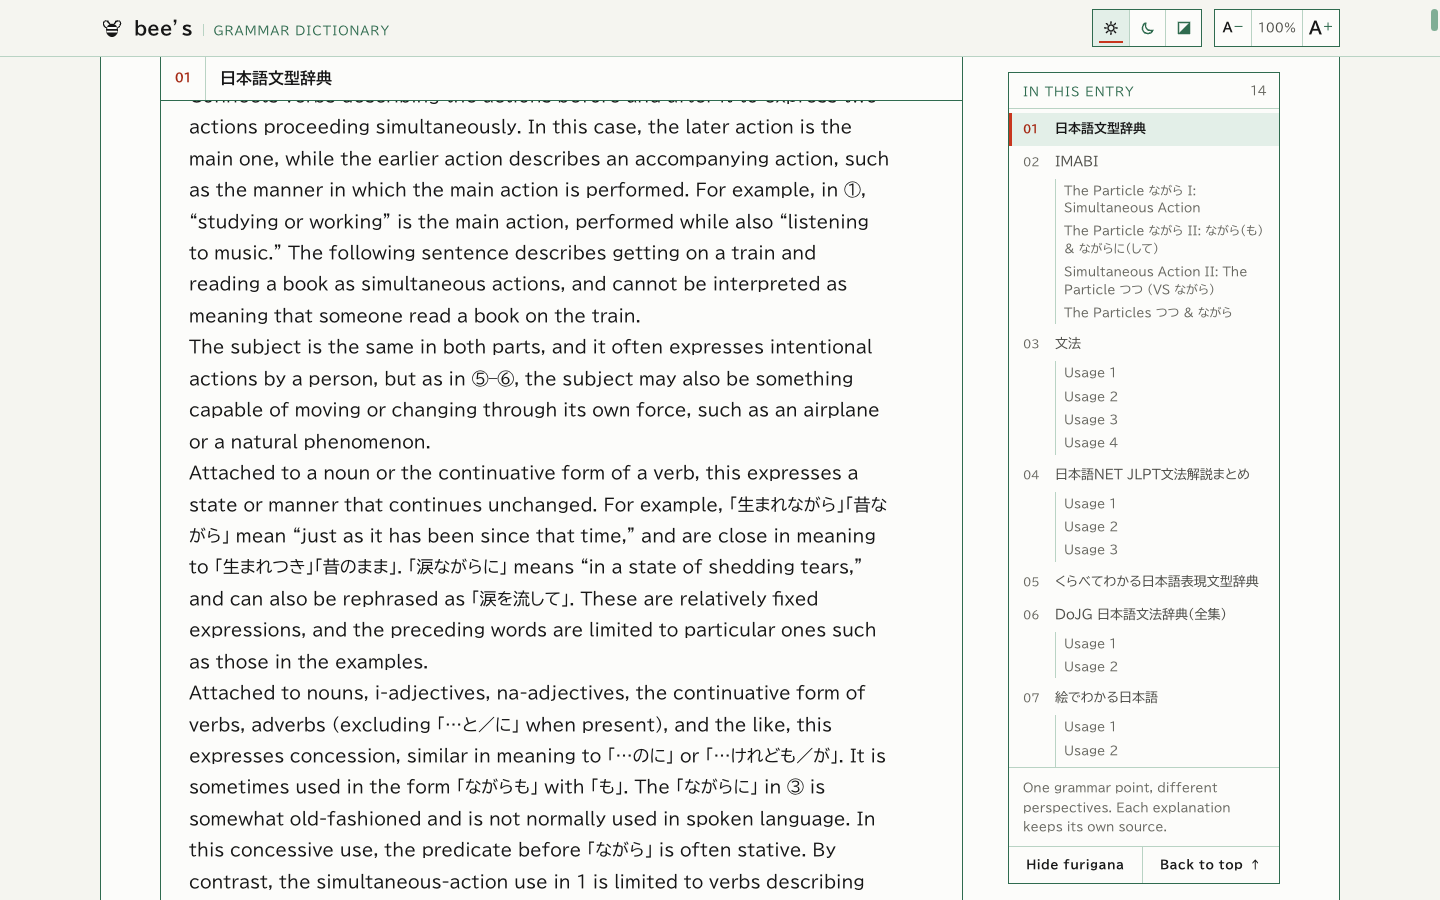 bee's
GRAMMAR DICTIONARY
A−
100%
A+
01
日本語文型辞典
actions proceeding simultaneously. In this case, the later action is the
main one, while the earlier action describes an accompanying action, such
as the manner in which the main action is performed. For example, in ①,
“studying or working” is the main action, performed while also “listening
to music.” The following sentence describes getting on a train and
reading a book as simultaneous actions, and cannot be interpreted as
meaning that someone read a book on the train.
The subject is the same in both parts, and it often expresses intentional
actions by a person, but as in ⑤–⑥, the subject may also be something
capable of moving or changing through its own force, such as an airplane
or a natural phenomenon.
Attached to a noun or the continuative form of a verb, this expresses a
state or manner that continues unchanged. For example, 「生まれながら」「昔な
がら」 mean “just as it has been since that time,” and are close in meaning
to 「生まれつき」「昔のまま」. 「涙ながらに」 means “in a state of shedding tears,”
and can also be rephrased as 「涙を流して」. These are relatively fixed
expressions, and the preceding words are limited to particular ones such
as those in the examples.
Attached to nouns, i-adjectives, na-adjectives, the continuative form of
verbs, adverbs (excluding 「…と／に」 when present), and the like, this
expresses concession, similar in meaning to 「…のに」 or 「…けれども／が」. It is
sometimes used in the form 「ながらも」 with 「も」. The 「ながらに」 in ③ is
somewhat old-fashioned and is not normally used in spoken language. In
this concessive use, the predicate before 「ながら」 is often stative. By
contrast, the simultaneous-action use in 1 is limited to verbs describing
IN THIS ENTRY
14
01 日本語文型辞典
02 IMABI
The Particle ながら I:
Simultaneous Action
The Particle ながら II: ながら(も)
& ながらに(して)
Simultaneous Action II: The
Particle つつ (VS ながら)
The Particles つつ & ながら
03 文法
Usage 1
Usage 2
Usage 3
Usage 4
04 日本語NET JLPT文法解説まとめ
Usage 1
Usage 2
Usage 3
05 くらべてわかる日本語表現文型辞典
06 DoJG 日本語文法辞典(全集)
Usage 1
Usage 2
07 絵でわかる日本語
Usage 1
Usage 2
One grammar point, different
perspectives. Each explanation
keeps its own source.
Hide furigana
Back to top ↑